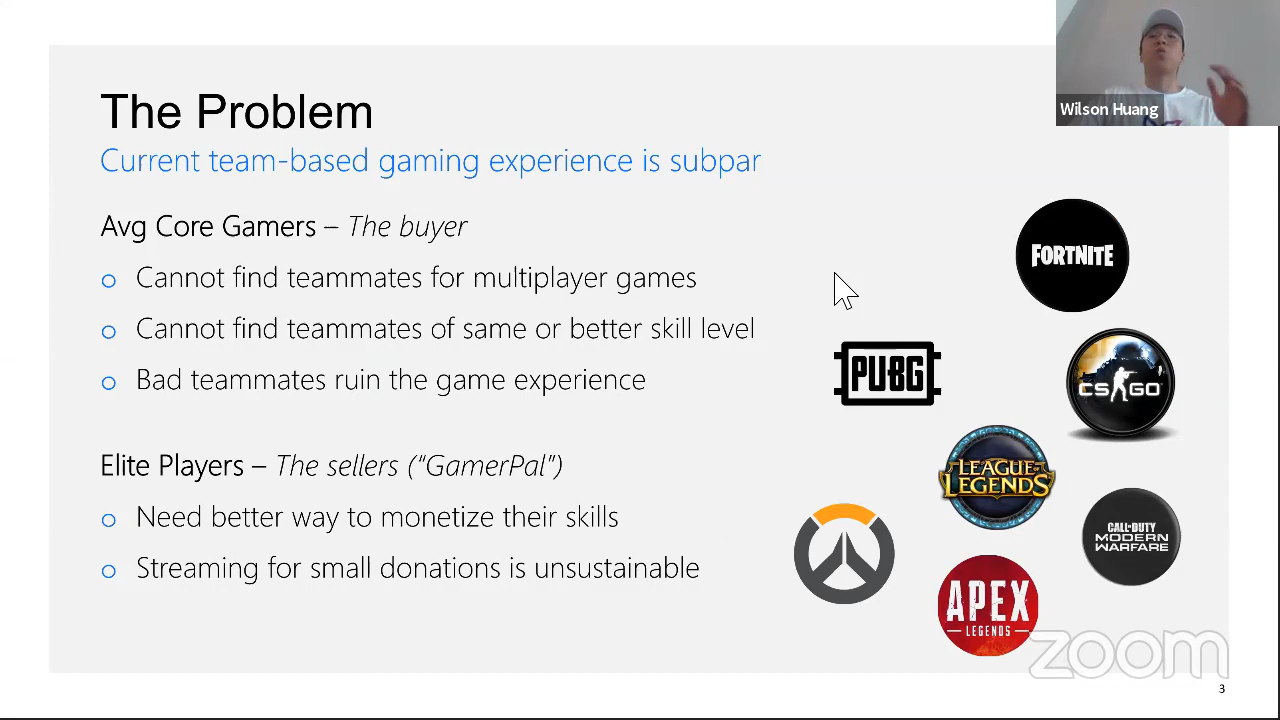 Wilson Huang
The Problem
Current team-based gaming experience is subpar
Avg Core Gamers – The buyer
o Cannot find teammates for multiplayer games
o Cannot find teammates of same or better skill level
o Bad teammates ruin the game experience
Elite Players – The sellers (“GamerPal”)
o Need better way to monetize their skills
o Streaming for small donations is unsustainable
FORTNITE
PUBG
CS GO
LEAGUE OF
LEGENDS
CALL OF DUTY
MODERN
WARFARE
APEX
LEGENDS
zoom
3